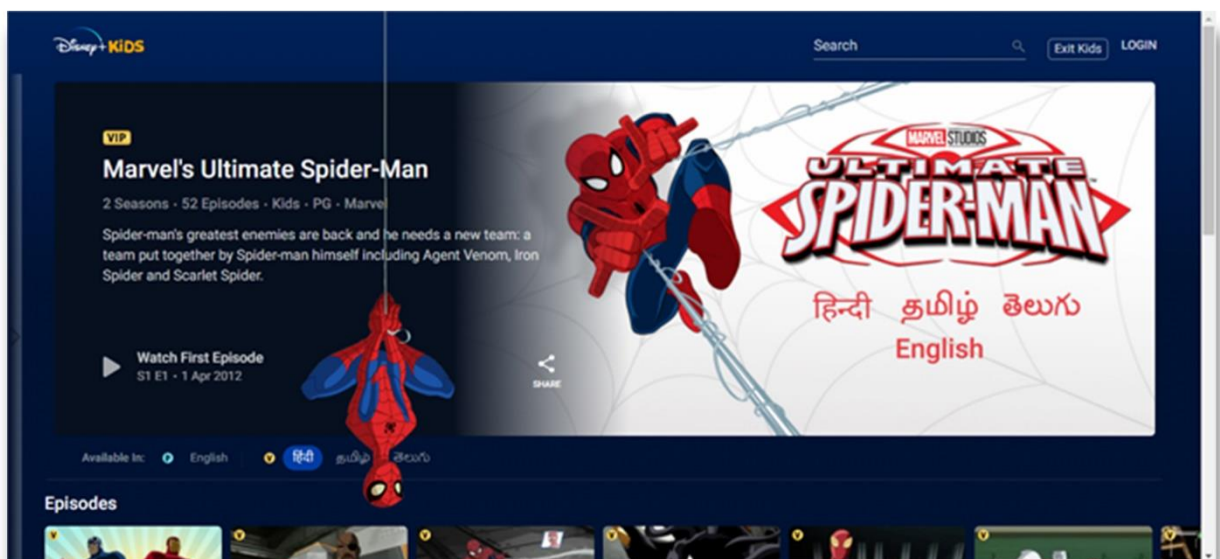 Disney+ KiDS
Search
Exit Kids
LOGIN
VIP
Marvel's Ultimate Spider-Man
2 Seasons • 52 Episodes • Kids • PG • Marvel
Spider-man's greatest enemies are back and he needs a new team: a
team put together by Spider-man himself including Agent Venom, Iron
Spider and Scarlet Spider.
Watch First Episode
S1 E1 • 1 Apr 2012
SHARE
MARVEL STUDIOS
ULTIMATE
SPIDER-MAN
हिन्दी தமிழ் తెలుగు
English
Available In: P English V हिंदी தமிழ் తెలుగు
Episodes
V V V V V V V